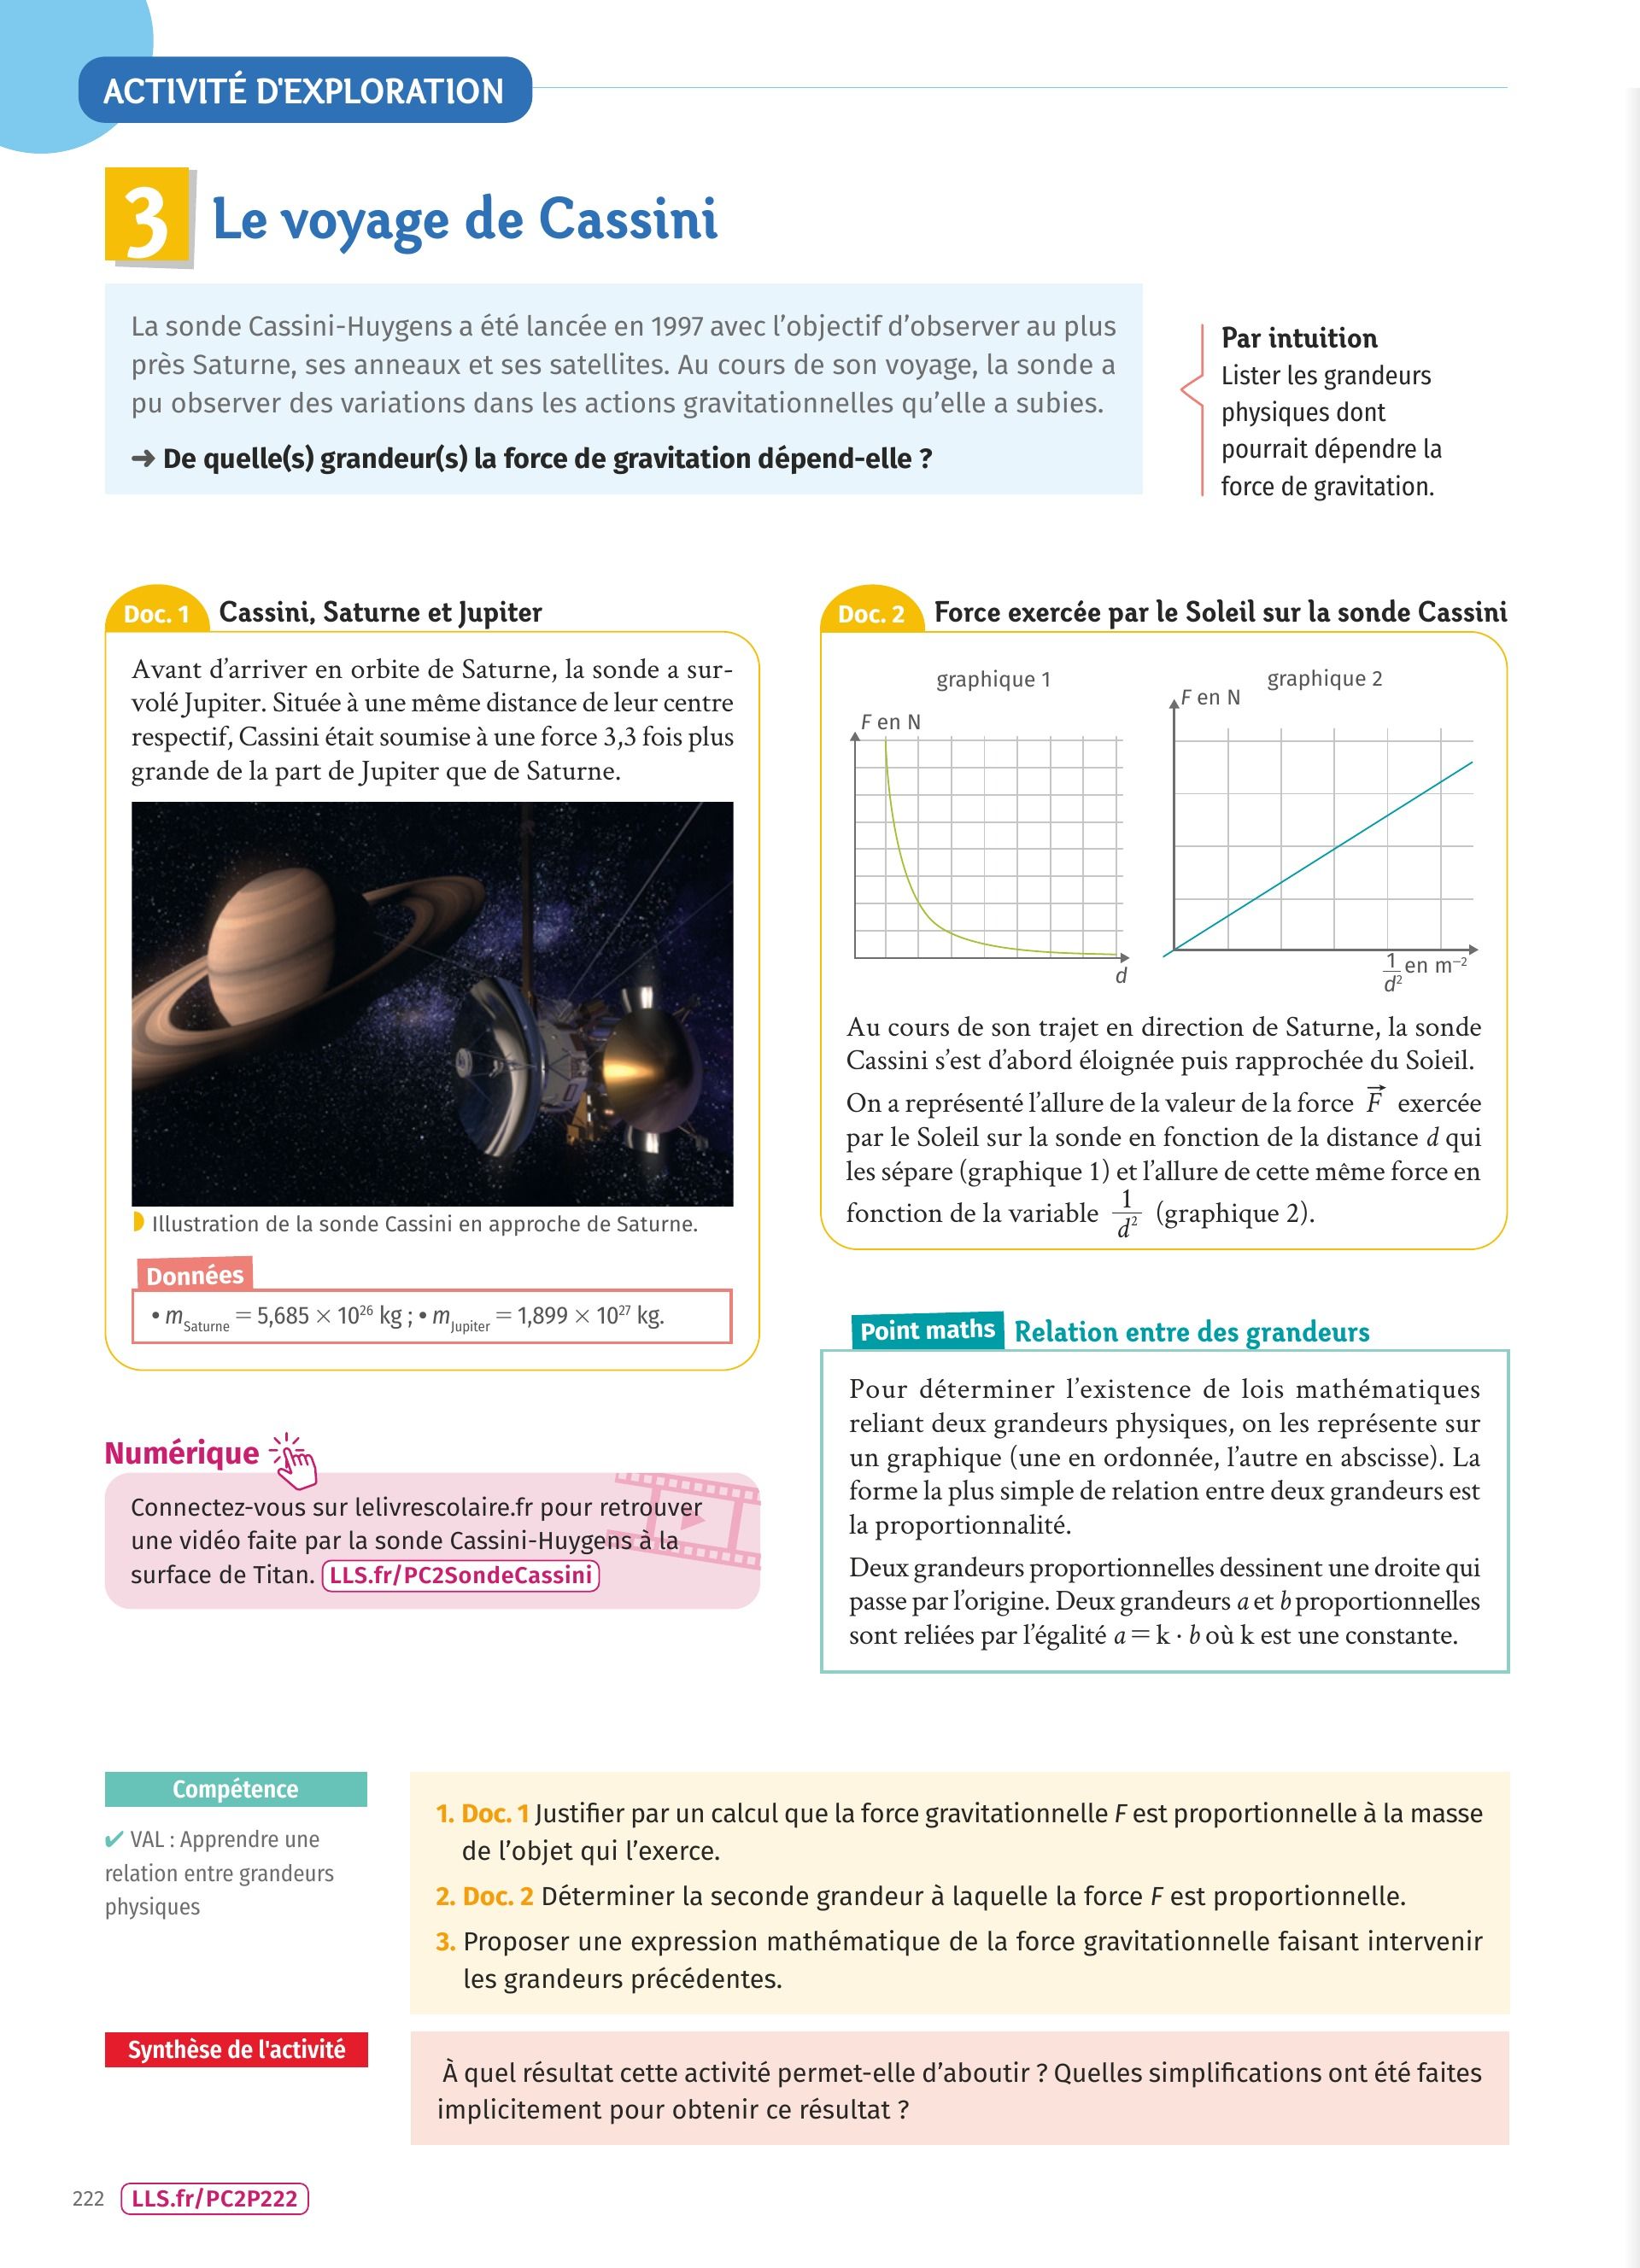 ACTIVITÉ D'EXPLORATION
3 Le voyage de Cassini
La sonde Cassini-Huygens a été lancée en 1997 avec l’objectif d’observer au plus
près Saturne, ses anneaux et ses satellites. Au cours de son voyage, la sonde a
pu observer des variations dans les actions gravitationnelles qu’elle a subies.
➜ De quelle(s) grandeur(s) la force de gravitation dépend-elle ?
Par intuition
Lister les grandeurs
physiques dont
pourrait dépendre la
force de gravitation.
Doc. 1 Cassini, Saturne et Jupiter
Avant d’arriver en orbite de Saturne, la sonde a sur-
volé Jupiter. Située à une même distance de leur centre
respectif, Cassini était soumise à une force 3,3 fois plus
grande de la part de Jupiter que de Saturne.
Illustration de la sonde Cassini en approche de Saturne.
Données
• m_Saturne = 5,685 × 10²⁶ kg ; • m_Jupiter = 1,899 × 10²⁷ kg.
Numérique
Connectez-vous sur lelivrescolaire.fr pour retrouver
une vidéo faite par la sonde Cassini-Huygens à la
surface de Titan. LLS.fr/PC2SondeCassini
Doc. 2 Force exercée par le Soleil sur la sonde Cassini
graphique 1
F en N
d
graphique 2
F en N
1/d² en m⁻²
Au cours de son trajet en direction de Saturne, la sonde
Cassini s’est d’abord éloignée puis rapprochée du Soleil.
On a représenté l’allure de la valeur de la force F⃗ exercée
par le Soleil sur la sonde en fonction de la distance d qui
les sépare (graphique 1) et l’allure de cette même force en
fonction de la variable 1/d² (graphique 2).
Point maths Relation entre des grandeurs
Pour déterminer l’existence de lois mathématiques
reliant deux grandeurs physiques, on les représente sur
un graphique (une en ordonnée, l’autre en abscisse). La
forme la plus simple de relation entre deux grandeurs est
la proportionnalité.
Deux grandeurs proportionnelles dessinent une droite qui
passe par l’origine. Deux grandeurs a et b proportionnelles
sont reliées par l’égalité a = k · b où k est une constante.
Compétence
✔ VAL : Apprendre une
relation entre grandeurs
physiques
1. Doc. 1 Justifier par un calcul que la force gravitationnelle F est proportionnelle à la masse
de l’objet qui l’exerce.
2. Doc. 2 Déterminer la seconde grandeur à laquelle la force F est proportionnelle.
3. Proposer une expression mathématique de la force gravitationnelle faisant intervenir
les grandeurs précédentes.
Synthèse de l'activité
À quel résultat cette activité permet-elle d’aboutir ? Quelles simplifications ont été faites
implicitement pour obtenir ce résultat ?
222 LLS.fr/PC2P222